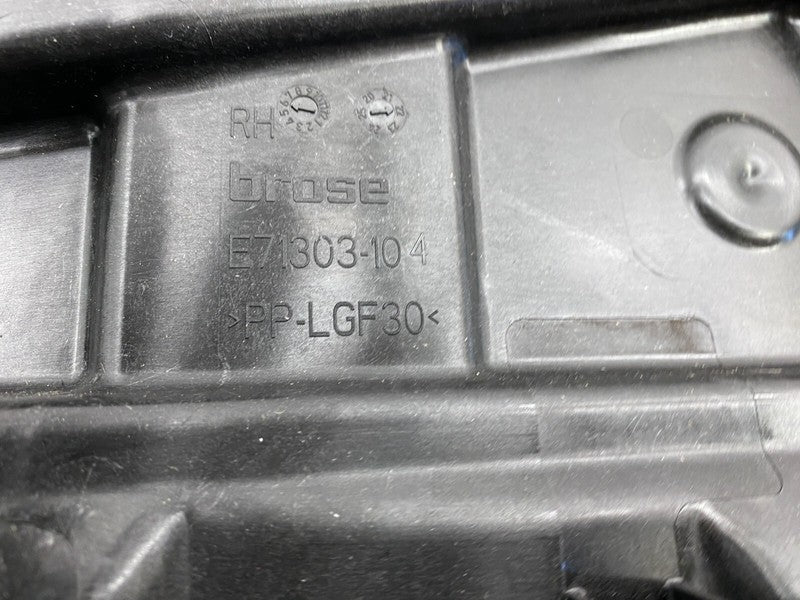 RH
brose
E71303-104
>PP-LGF30<